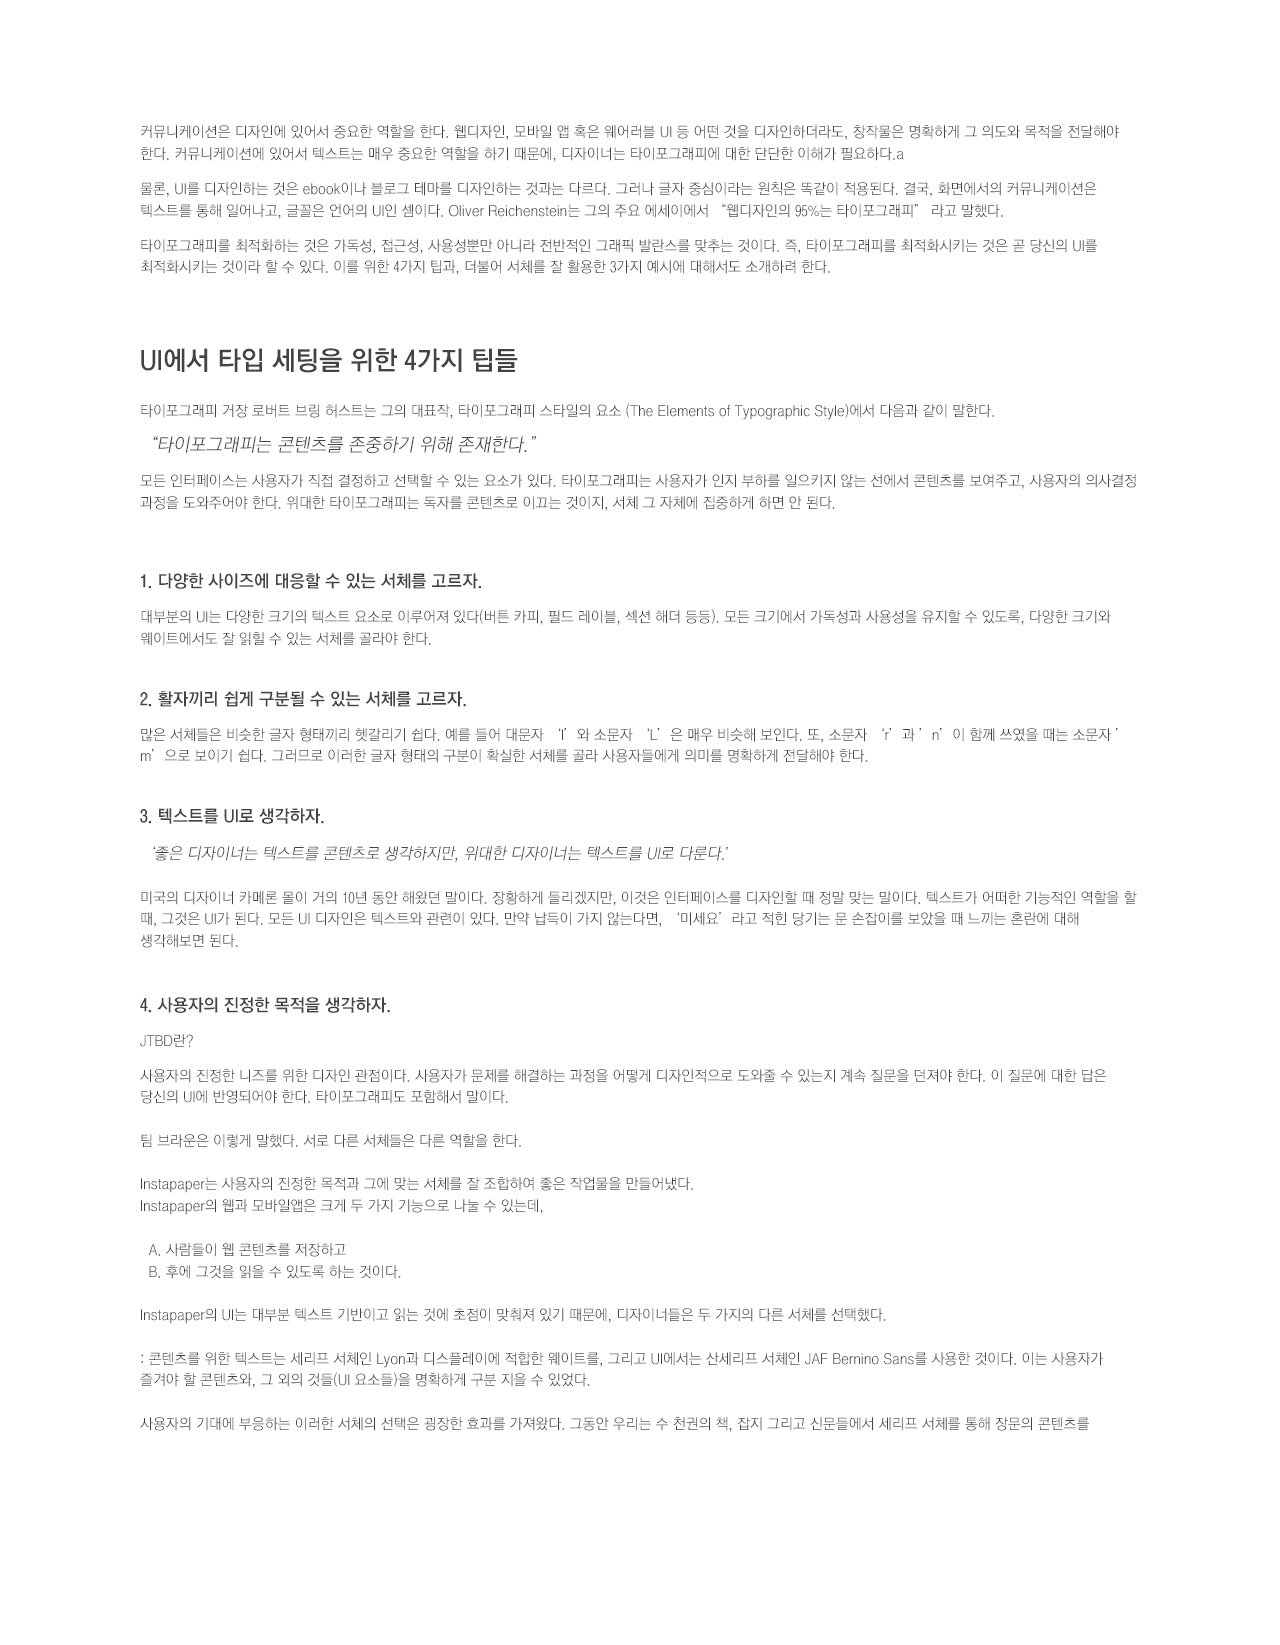 커뮤니케이션은 디자인에 있어서 중요한 역할을 한다. 웹디자인, 모바일 앱 혹은 웨어러블 UI 등 어떤 것을 디자인하더라도, 창작물은 명확하게 그 의도와 목적을 전달해야
한다. 커뮤니케이션에 있어서 텍스트는 매우 중요한 역할을 하기 때문에, 디자이너는 타이포그래피에 대한 단단한 이해가 필요하다.a
물론, UI를 디자인하는 것은 ebook이나 블로그 테마를 디자인하는 것과는 다르다. 그러나 글자 중심이라는 원칙은 똑같이 적용된다. 결국, 화면에서의 커뮤니케이션은
텍스트를 통해 일어나고, 글꼴은 언어의 UI인 셈이다. Oliver Reichenstein는 그의 주요 에세이에서 “웹디자인의 95%는 타이포그래피” 라고 말했다.
타이포그래피를 최적화하는 것은 가독성, 접근성, 사용성뿐만 아니라 전반적인 그래픽 발란스를 맞추는 것이다. 즉, 타이포그래피를 최적화시키는 것은 곧 당신의 UI를
최적화시키는 것이라 할 수 있다. 이를 위한 4가지 팁과, 더불어 서체를 잘 활용한 3가지 예시에 대해서도 소개하려 한다.
UI에서 타입 세팅을 위한 4가지 팁들
타이포그래피 거장 로버트 브링 허스트는 그의 대표작, 타이포그래피 스타일의 요소 (The Elements of Typographic Style)에서 다음과 같이 말한다.
“타이포그래피는 콘텐츠를 존중하기 위해 존재한다.”
모든 인터페이스는 사용자가 직접 결정하고 선택할 수 있는 요소가 있다. 타이포그래피는 사용자가 인지 부하를 일으키지 않는 선에서 콘텐츠를 보여주고, 사용자의 의사결정
과정을 도와주어야 한다. 위대한 타이포그래피는 독자를 콘텐츠로 이끄는 것이지, 서체 그 자체에 집중하게 하면 안 된다.
1. 다양한 사이즈에 대응할 수 있는 서체를 고르자.
대부분의 UI는 다양한 크기의 텍스트 요소로 이루어져 있다(버튼 카피, 필드 레이블, 섹션 해더 등등). 모든 크기에서 가독성과 사용성을 유지할 수 있도록, 다양한 크기와
웨이트에서도 잘 읽힐 수 있는 서체를 골라야 한다.
2. 활자끼리 쉽게 구분될 수 있는 서체를 고르자.
많은 서체들은 비슷한 글자 형태끼리 헷갈리기 쉽다. 예를 들어 대문자 ‘I’와 소문자 ‘L’은 매우 비슷해 보인다. 또, 소문자 ‘r’과 ’n’이 함께 쓰였을 때는 소문자 ’
m’으로 보이기 쉽다. 그러므로 이러한 글자 형태의 구분이 확실한 서체를 골라 사용자들에게 의미를 명확하게 전달해야 한다.
3. 텍스트를 UI로 생각하자.
‘좋은 디자이너는 텍스트를 콘텐츠로 생각하지만, 위대한 디자이너는 텍스트를 UI로 다룬다.’
미국의 디자이너 카메론 몰이 거의 10년 동안 해왔던 말이다. 장황하게 들리겠지만, 이것은 인터페이스를 디자인할 때 정말 맞는 말이다. 텍스트가 어떠한 기능적인 역할을 할
때, 그것은 UI가 된다. 모든 UI 디자인은 텍스트와 관련이 있다. 만약 납득이 가지 않는다면, ‘미세요’라고 적힌 당기는 문 손잡이를 보았을 때 느끼는 혼란에 대해
생각해보면 된다.
4. 사용자의 진정한 목적을 생각하자.
JTBD란?
사용자의 진정한 니즈를 위한 디자인 관점이다. 사용자가 문제를 해결하는 과정을 어떻게 디자인적으로 도와줄 수 있는지 계속 질문을 던져야 한다. 이 질문에 대한 답은
당신의 UI에 반영되어야 한다. 타이포그래피도 포함해서 말이다.
팀 브라운은 이렇게 말했다. 서로 다른 서체들은 다른 역할을 한다.
Instapaper는 사용자의 진정한 목적과 그에 맞는 서체를 잘 조합하여 좋은 작업물을 만들어냈다.
Instapaper의 웹과 모바일앱은 크게 두 가지 기능으로 나눌 수 있는데,
A. 사람들이 웹 콘텐츠를 저장하고
B. 후에 그것을 읽을 수 있도록 하는 것이다.
Instapaper의 UI는 대부분 텍스트 기반이고 읽는 것에 초점이 맞춰져 있기 때문에, 디자이너들은 두 가지의 다른 서체를 선택했다.
: 콘텐츠를 위한 텍스트는 세리프 서체인 Lyon과 디스플레이에 적합한 웨이트를, 그리고 UI에서는 산세리프 서체인 JAF Bernino Sans를 사용한 것이다. 이는 사용자가
즐겨야 할 콘텐츠와, 그 외의 것들(UI 요소들)을 명확하게 구분 지을 수 있었다.
사용자의 기대에 부응하는 이러한 서체의 선택은 굉장한 효과를 가져왔다. 그동안 우리는 수 천권의 책, 잡지 그리고 신문들에서 세리프 서체를 통해 장문의 콘텐츠를